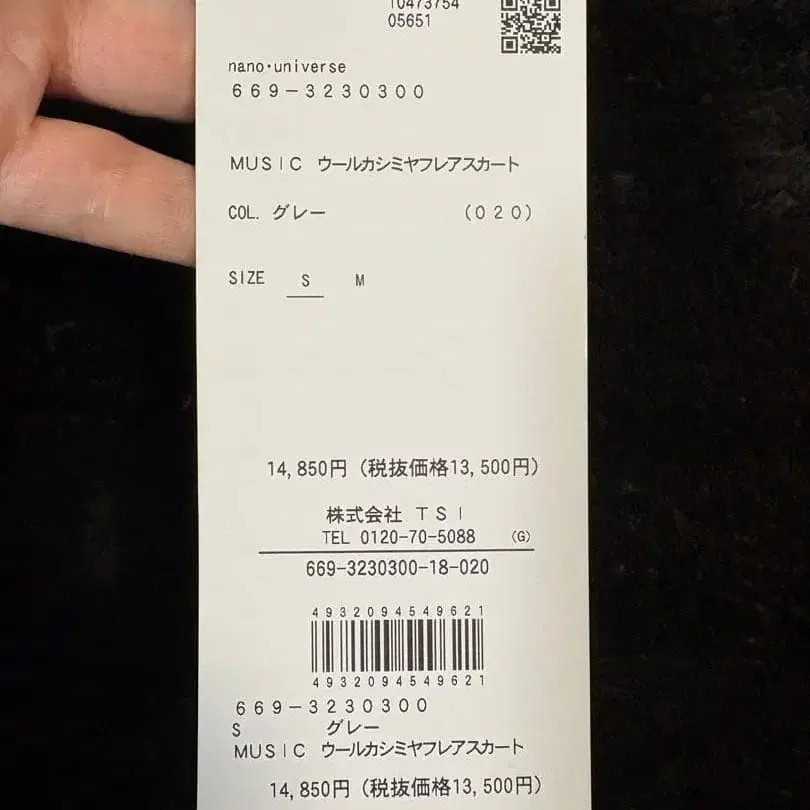 10473754
05651
nano・universe
669-3230300
MUSIC ウールカシミヤフレアスカート
COL. グレー (020)
SIZE S M
14,850円 (税抜価格13,500円)
株式会社 TSI
TEL 0120-70-5088 (G)
669-3230300-18-020
4932094549621
4932094549621
669-3230300
S グレー
MUSIC ウールカシミヤフレアスカート
14,850円 (税抜価格13,500円)